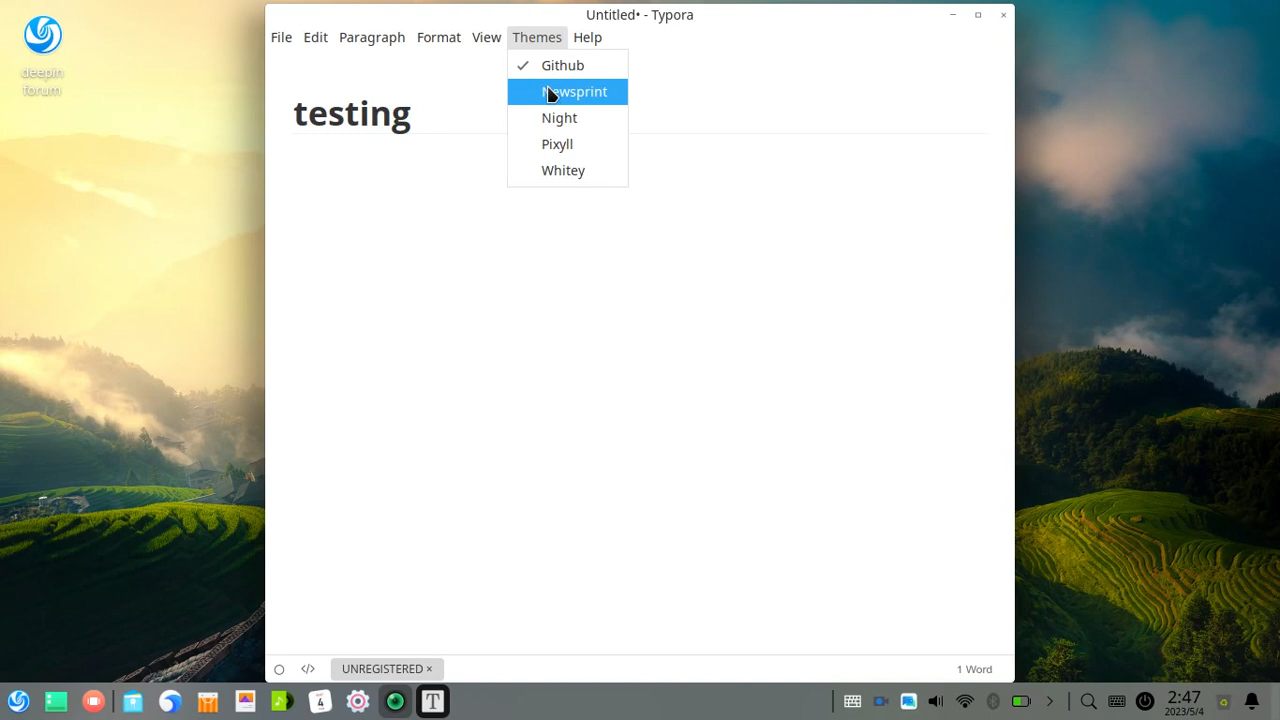 deepin
forum
Untitled• - Typora
File Edit Paragraph Format View Themes Help
Github
Newsprint
Night
Pixyll
Whitey
testing
UNREGISTERED ×
1 Word
4
T
2:47
2023/5/4